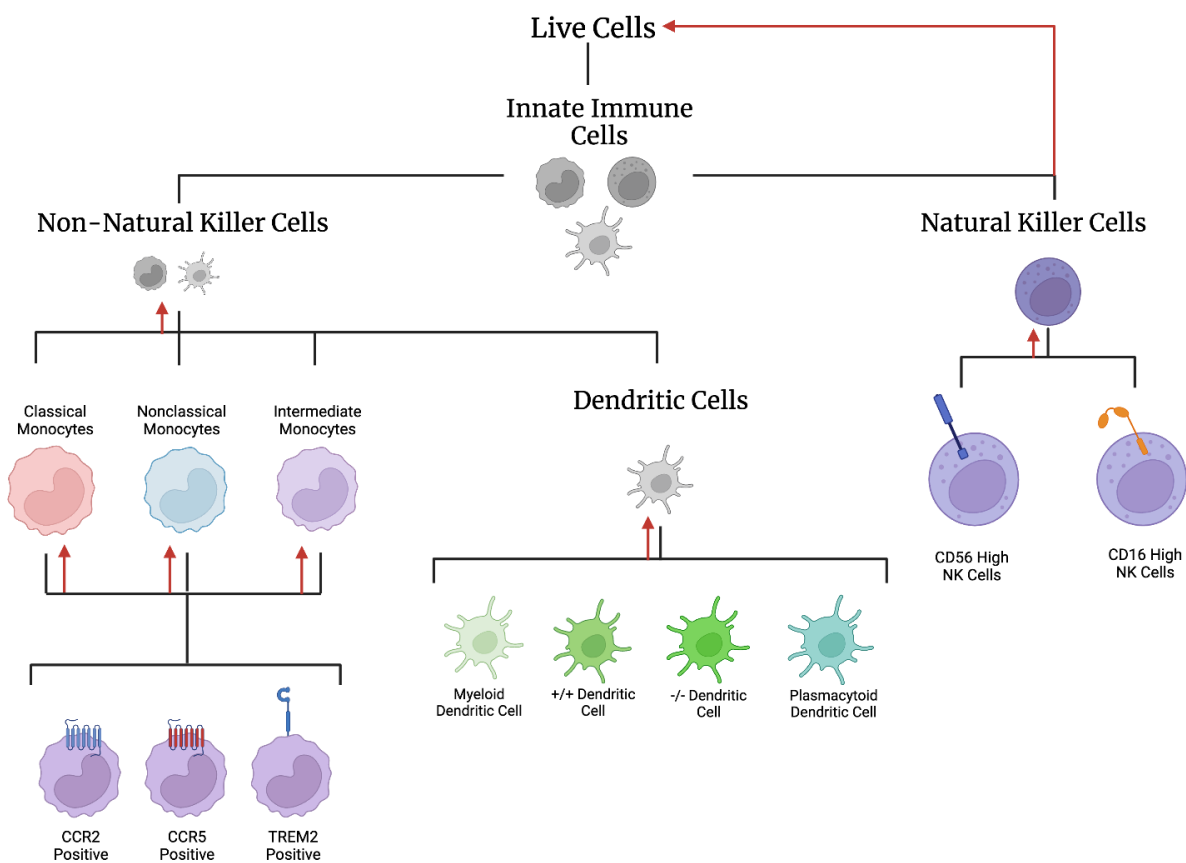 Live Cells
Innate Immune
Cells
Non-Natural Killer Cells
Natural Killer Cells
Classical
Monocytes
Nonclassical
Monocytes
Intermediate
Monocytes
Dendritic Cells
CD56 High
NK Cells
CD16 High
NK Cells
Myeloid
Dendritic Cell
+/+ Dendritic
Cell
-/- Dendritic
Cell
Plasmacytoid
Dendritic Cell
CCR2
Positive
CCR5
Positive
TREM2
Positive